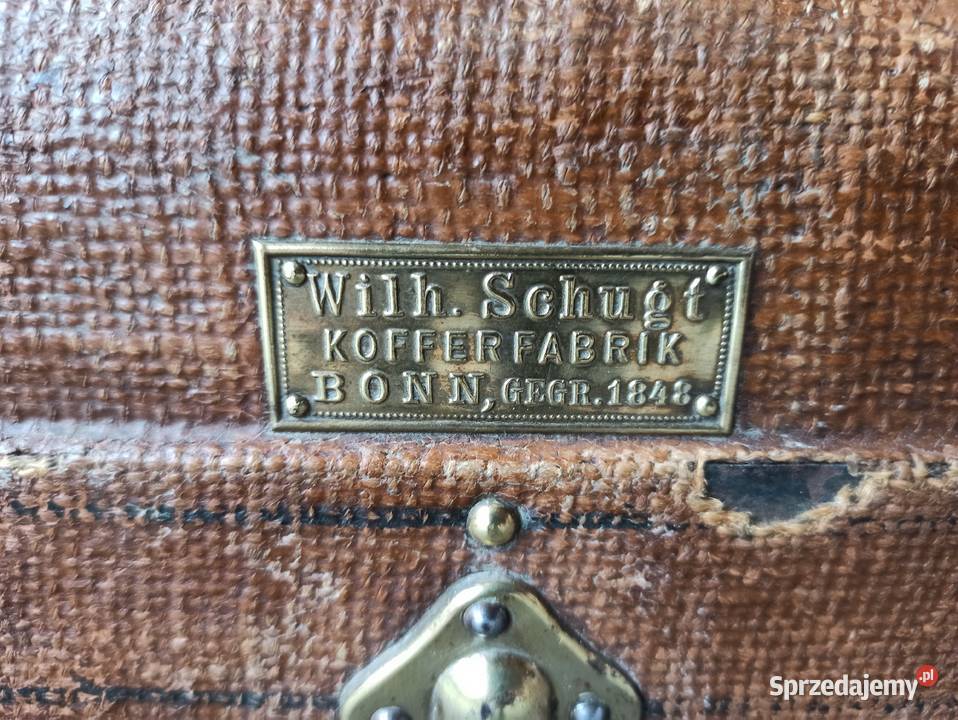 Wilh. Schugt
KOFFERFABRIK
BONN, GEGR. 1848
Sprzedajemy.pl